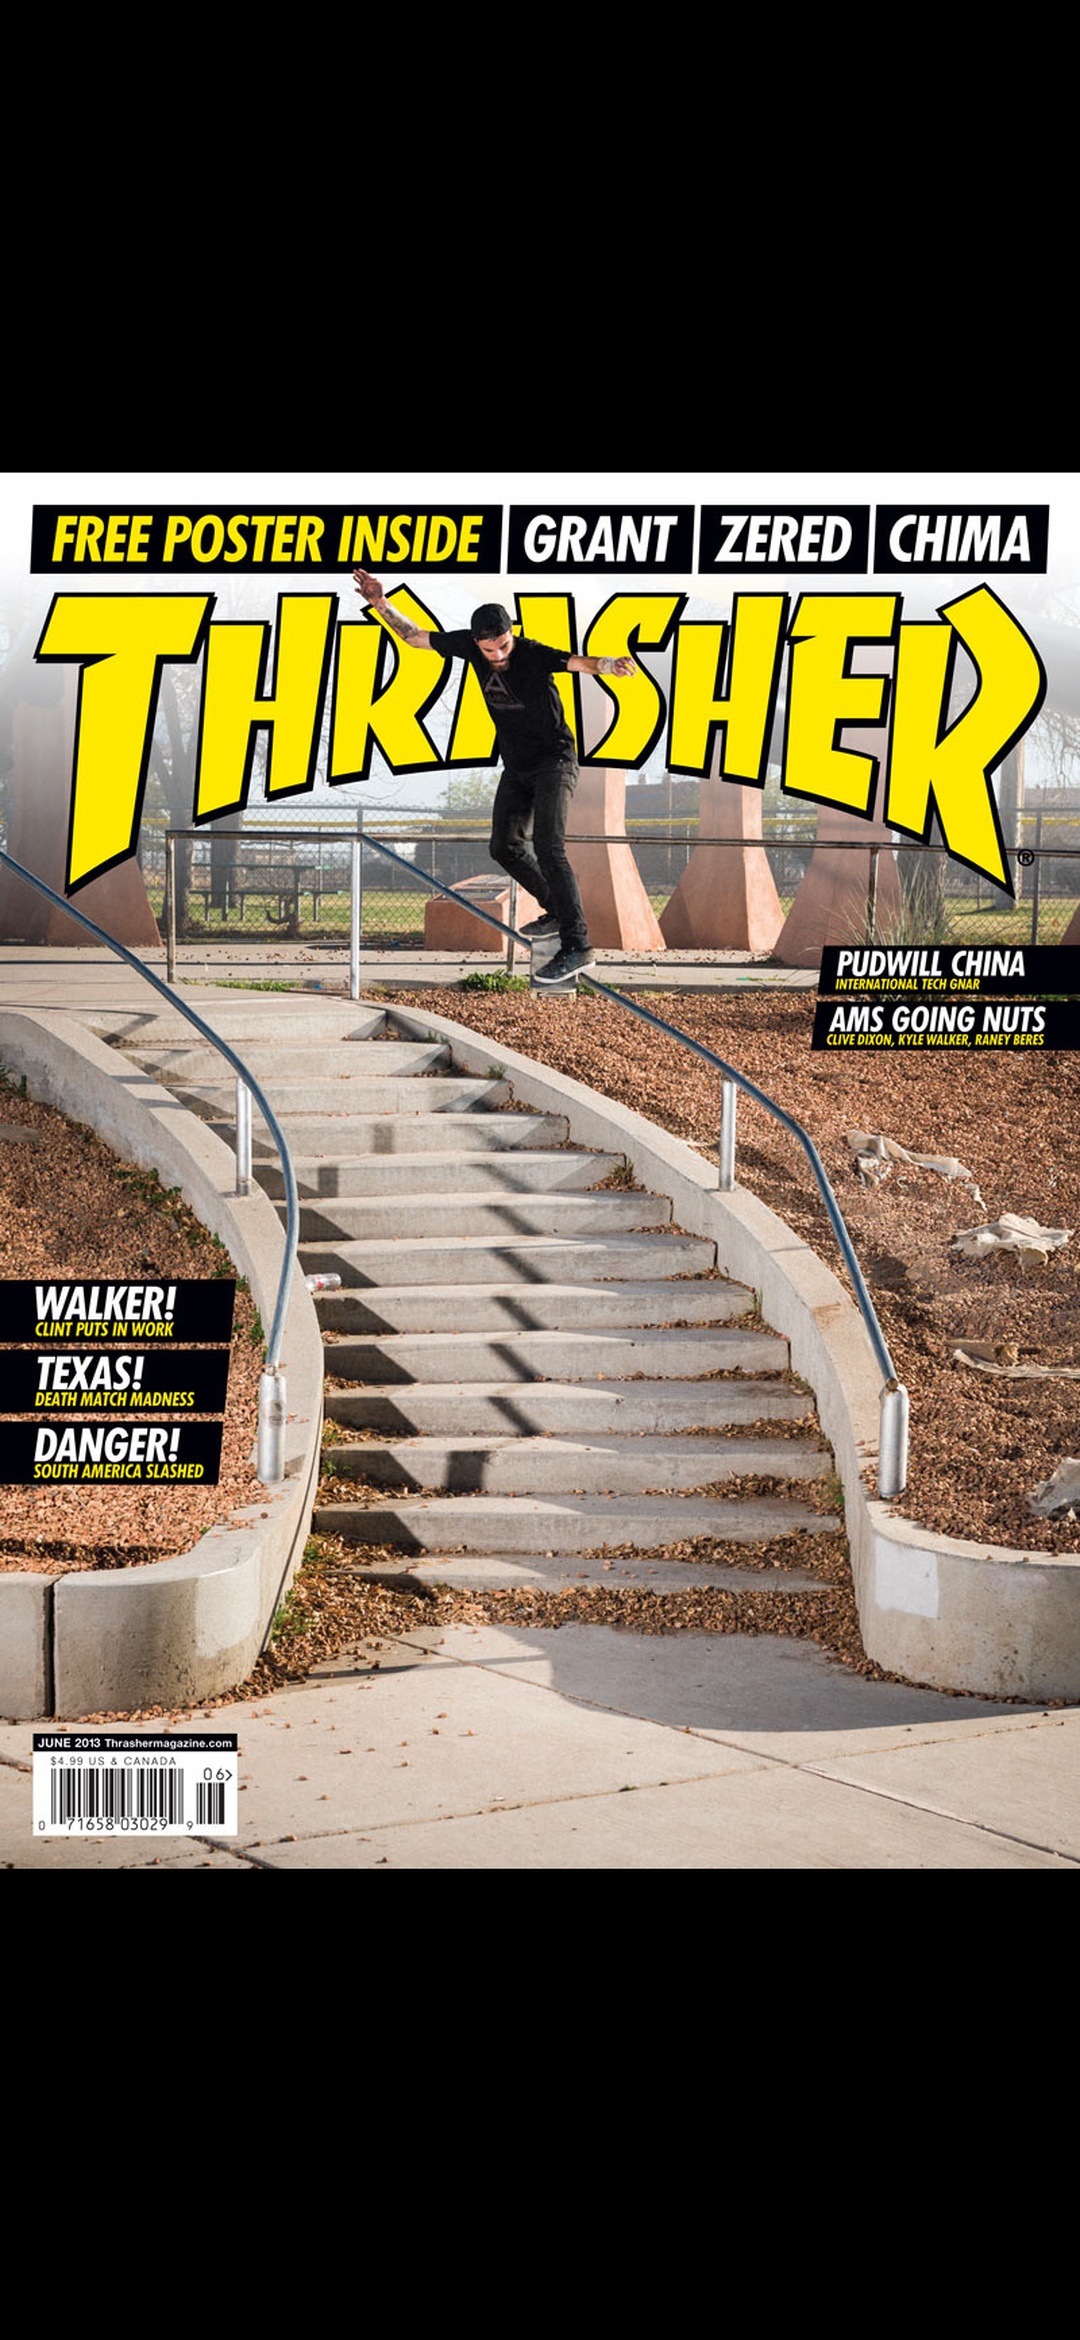 FREE POSTER INSIDE GRANT ZERED CHIMA
THRASHER®
PUDWILL CHINA
INTERNATIONAL TECH GNAR
AMS GOING NUTS
CLIVE DIXON, KYLE WALKER, RANEY BERES
WALKER!
CLINT PUTS IN WORK
TEXAS!
DEATH MATCH MADNESS
DANGER!
SOUTH AMERICA SLASHED
JUNE 2013 Thrashermagazine.com
$4.99 US & CANADA
06>
0 71658 03029 9